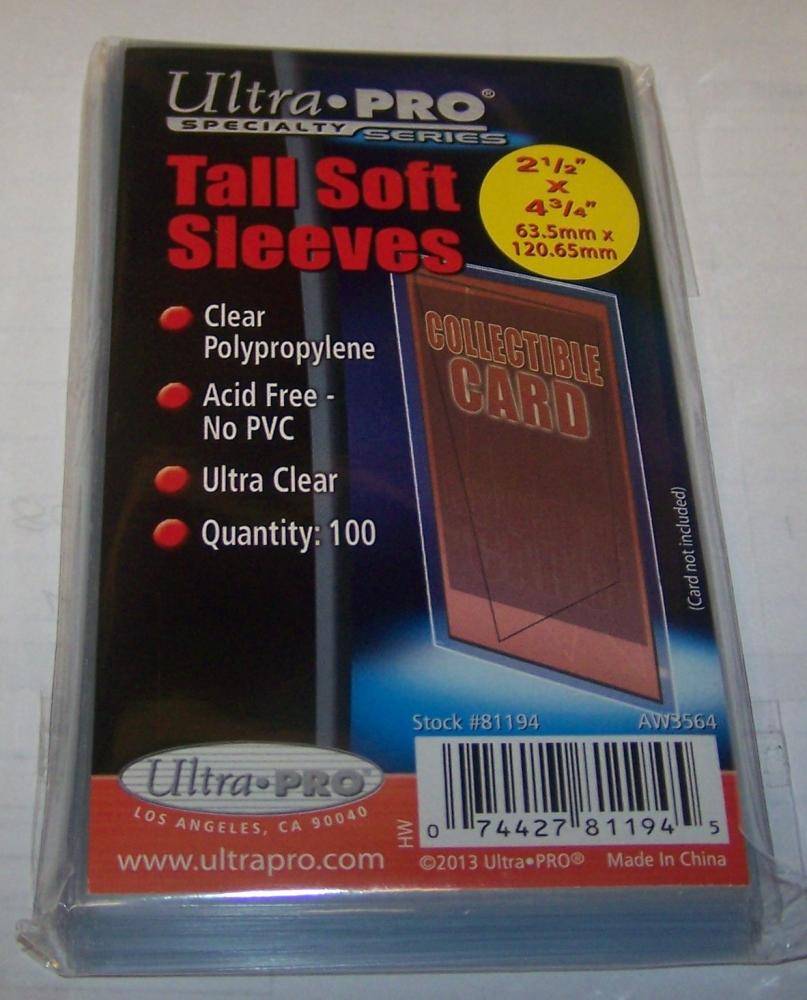 Ultra•PRO®
SPECIALTY SERIES
Tall Soft
Sleeves
2 1/2"
X
4 3/4"
63.5mm x
120.65mm
Clear
Polypropylene
Acid Free -
No PVC
Ultra Clear
Quantity: 100
COLLECTIBLE
CARD
(Card not included)
Stock #81194 AW3564
Ultra•PRO®
LOS ANGELES, CA 90040
www.ultrapro.com
HW
0 74427 81194 5
©2013 Ultra•PRO® Made In China